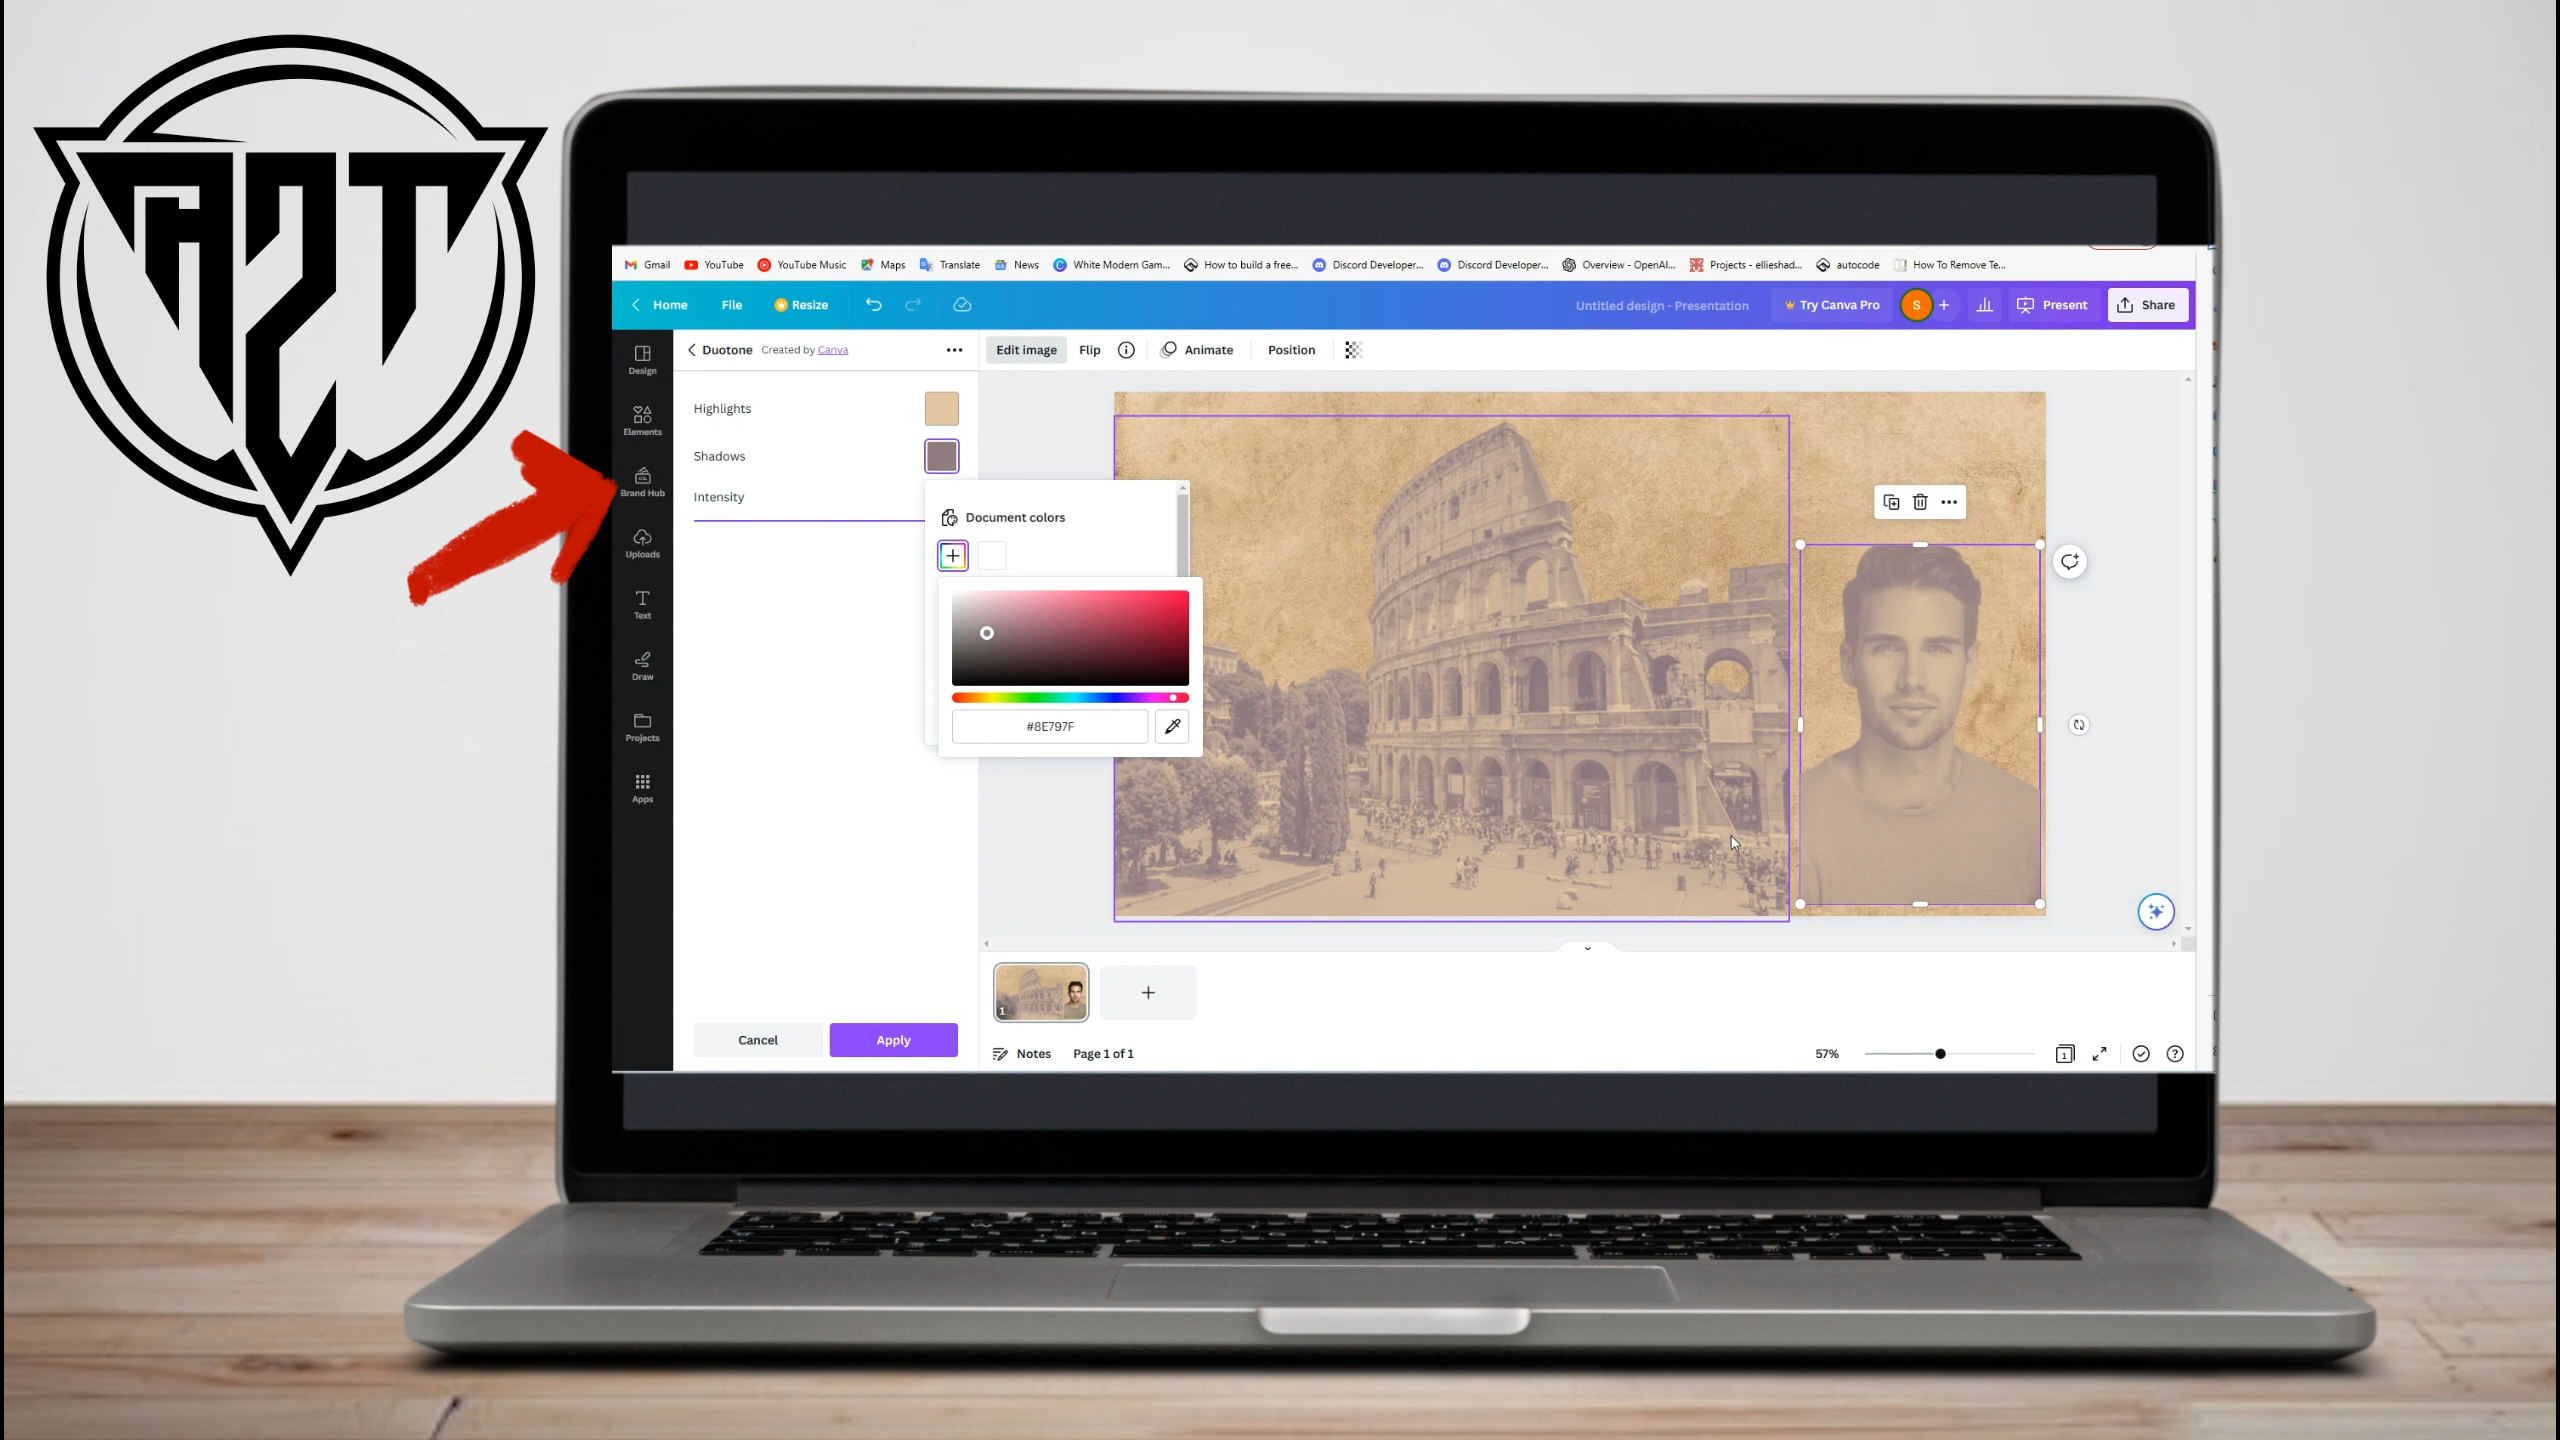 A2T
Gmail YouTube YouTube Music Maps Translate News White Modern Gam... How to build a free... Discord Developer... Discord Developer... Overview - OpenAI... Projects - ellieshad... autocode How To Remove Te...
Home File Resize Untitled design - Presentation Try Canva Pro S + Present Share
Duotone Created by Canva ... Edit image Flip Animate Position
Design
Elements
Brand Hub
Uploads
Text
Draw
Projects
Apps
Highlights
Shadows
Intensity
Document colors
#8E797F
Cancel Apply
1
Notes Page 1 of 1 57% 1